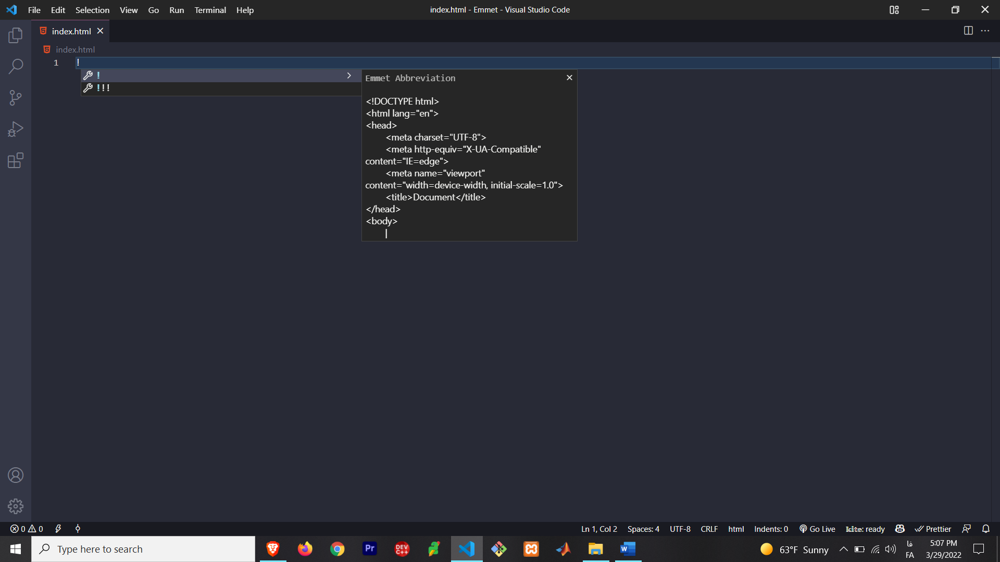 File Edit Selection View Go Run Terminal Help
index.html - Emmet - Visual Studio Code
index.html
index.html
1 !
!
!!!
Emmet Abbreviation
<!DOCTYPE html>
<html lang="en">
<head>
<meta charset="UTF-8">
<meta http-equiv="X-UA-Compatible"
content="IE=edge">
<meta name="viewport"
content="width=device-width, initial-scale=1.0">
<title>Document</title>
</head>
<body>
0 0
Ln 1, Col 2 Spaces: 4 UTF-8 CRLF html Indents: 0 Go Live kite: ready Prettier
Type here to search
Pr
DEV C++
W
63°F Sunny
فا
FA
5:07 PM
3/29/2022